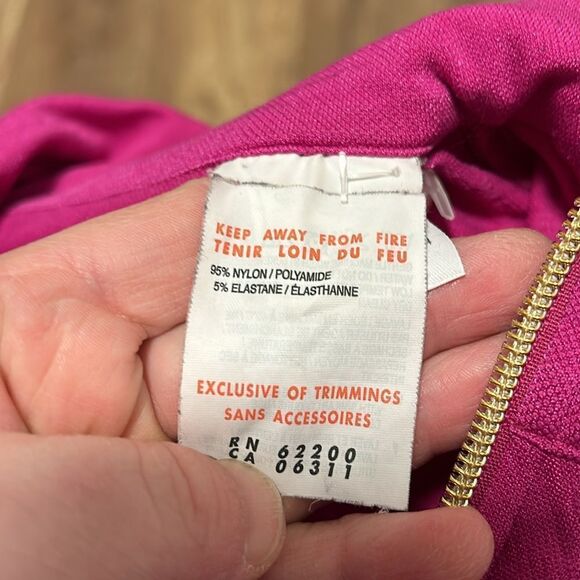 KEEP AWAY FROM FIRE
TENIR LOIN DU FEU
95% NYLON / POLYAMIDE
5% ELASTANE / ÉLASTHANNE
EXCLUSIVE OF TRIMMINGS
SANS ACCESSOIRES
RN 62200
CA 06311